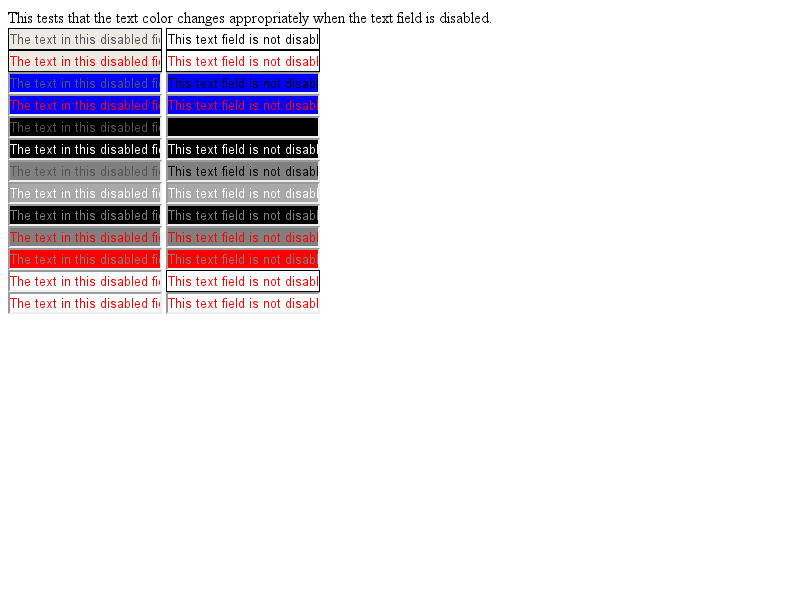 This tests that the text color changes appropriately when the text field is disabled.
The text in this disabled fi This text field is not disabl
The text in this disabled fi This text field is not disabl
The text in this disabled fi This text field is not disabl
The text in this disabled fi This text field is not disabl
The text in this disabled fi
The text in this disabled fi This text field is not disabl
The text in this disabled fi This text field is not disabl
The text in this disabled fi This text field is not disabl
The text in this disabled fi This text field is not disabl
The text in this disabled fi This text field is not disabl
The text in this disabled fi This text field is not disabl
The text in this disabled fi This text field is not disabl
The text in this disabled fi This text field is not disabl